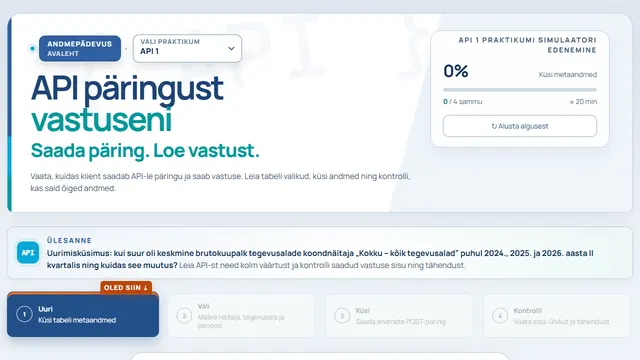 ANDMEPÄDEVUS
AVALEHT
VALI PRAKTIKUM
API 1
API päringust
vastuseni
Saada päring. Loe vastust.
Vaata, kuidas klient saadab API-le päringu ja saab vastuse. Leia tabeli valikud, küsi andmed ning kontrolli,
kas said õiged andmed.
API 1 PRAKTIKUMI SIMULAATORI
EDENEMINE
0%
Küsi metaandmed
0 / 4 sammu
≈ 20 min
↻ Alusta algusest
API
ÜLESANNE
Uurimisküsimus: kui suur oli keskmine brutokuupalk tegevusalade koondnäitaja „Kokku – kõik tegevusalad" puhul 2024., 2025. ja 2026. aasta II
kvartalis ning kuidas see muutus? Leia API-st need kolm väärtust ja kontrolli saadud vastuse sisu ning tähendust.
OLED SIIN ↓
1
Uuri
Küsi tabeli metaandmed
2
Vali
Määra näitaja, tegevusala ja
periood
3
Küsi
Saada andmete POST-päring
4
Kontrolli
Vaata sisu, ühikut ja tähendust